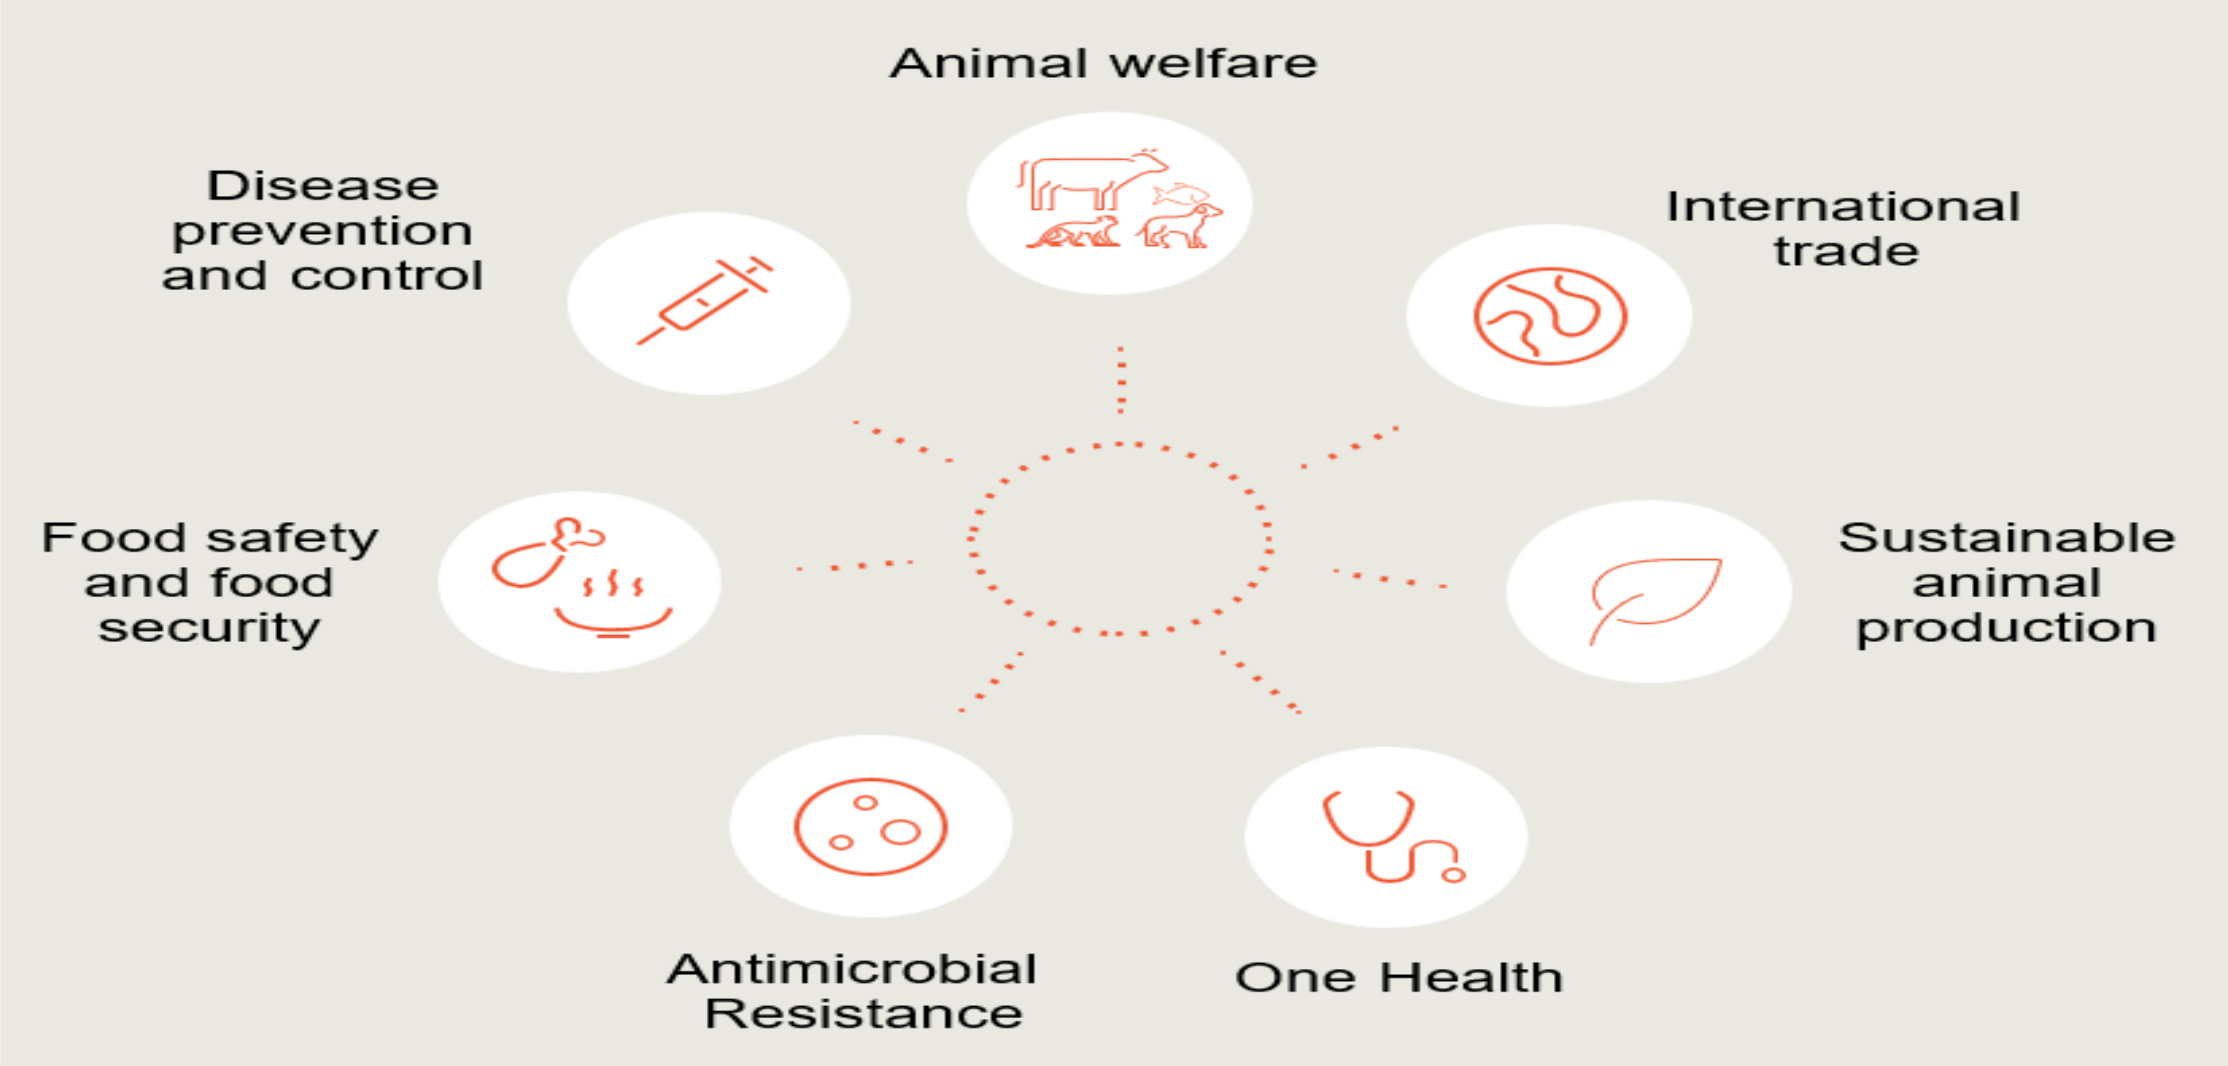 Animal welfare
Disease
prevention
and control
International
trade
Food safety
and food
security
Sustainable
animal
production
Antimicrobial
Resistance
One Health